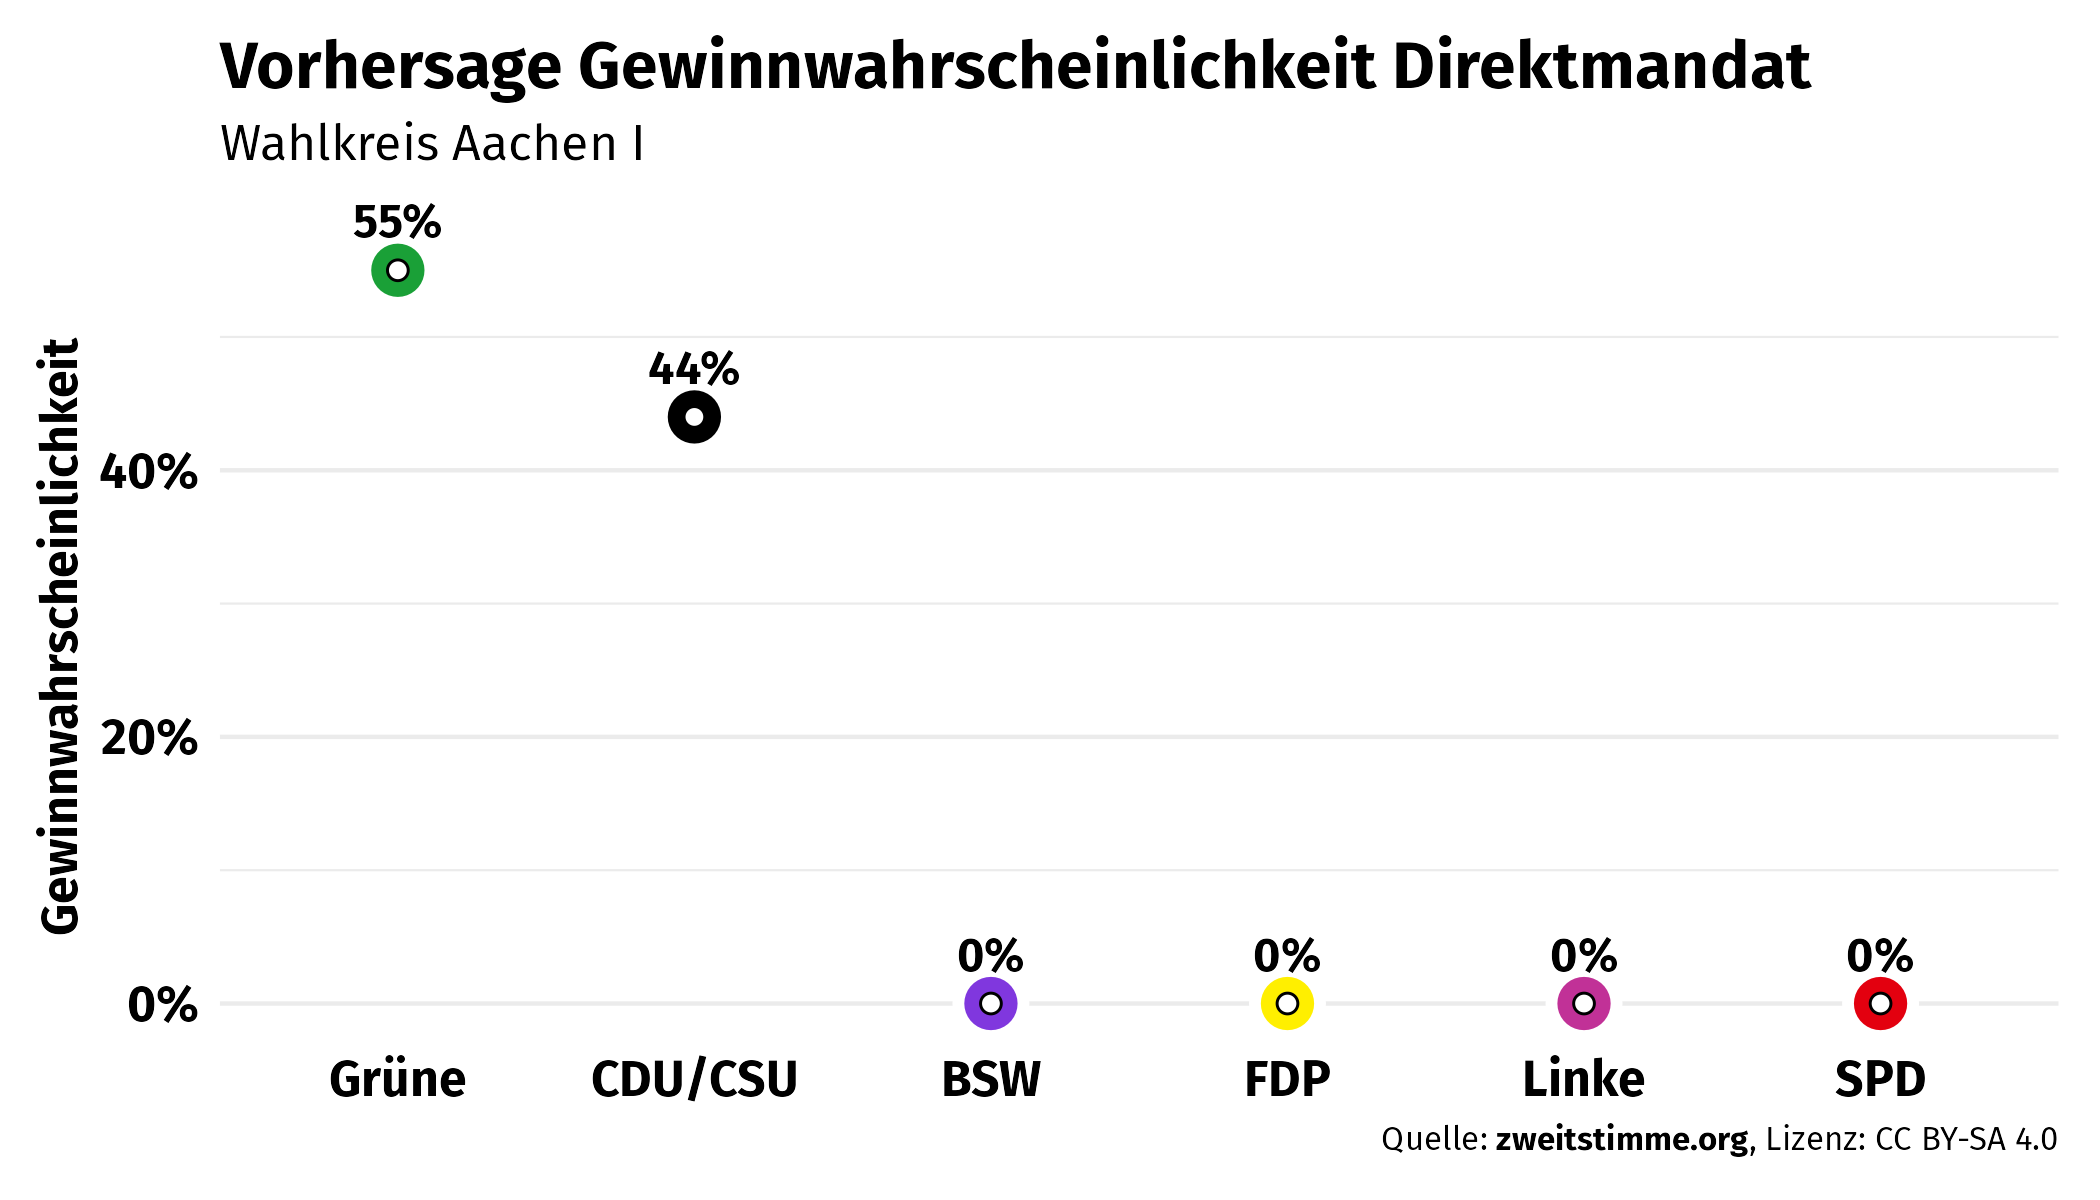 Vorhersage Gewinnwahrscheinlichkeit Direktmandat
Wahlkreis Aachen I
55%
44%
Gewinnwahrscheinlichkeit
40%
20%
0% 0% 0% 0%
0%
Grüne CDU/CSU BSW FDP Linke SPD
Quelle: zweitstimme.org, Lizenz: CC BY-SA 4.0